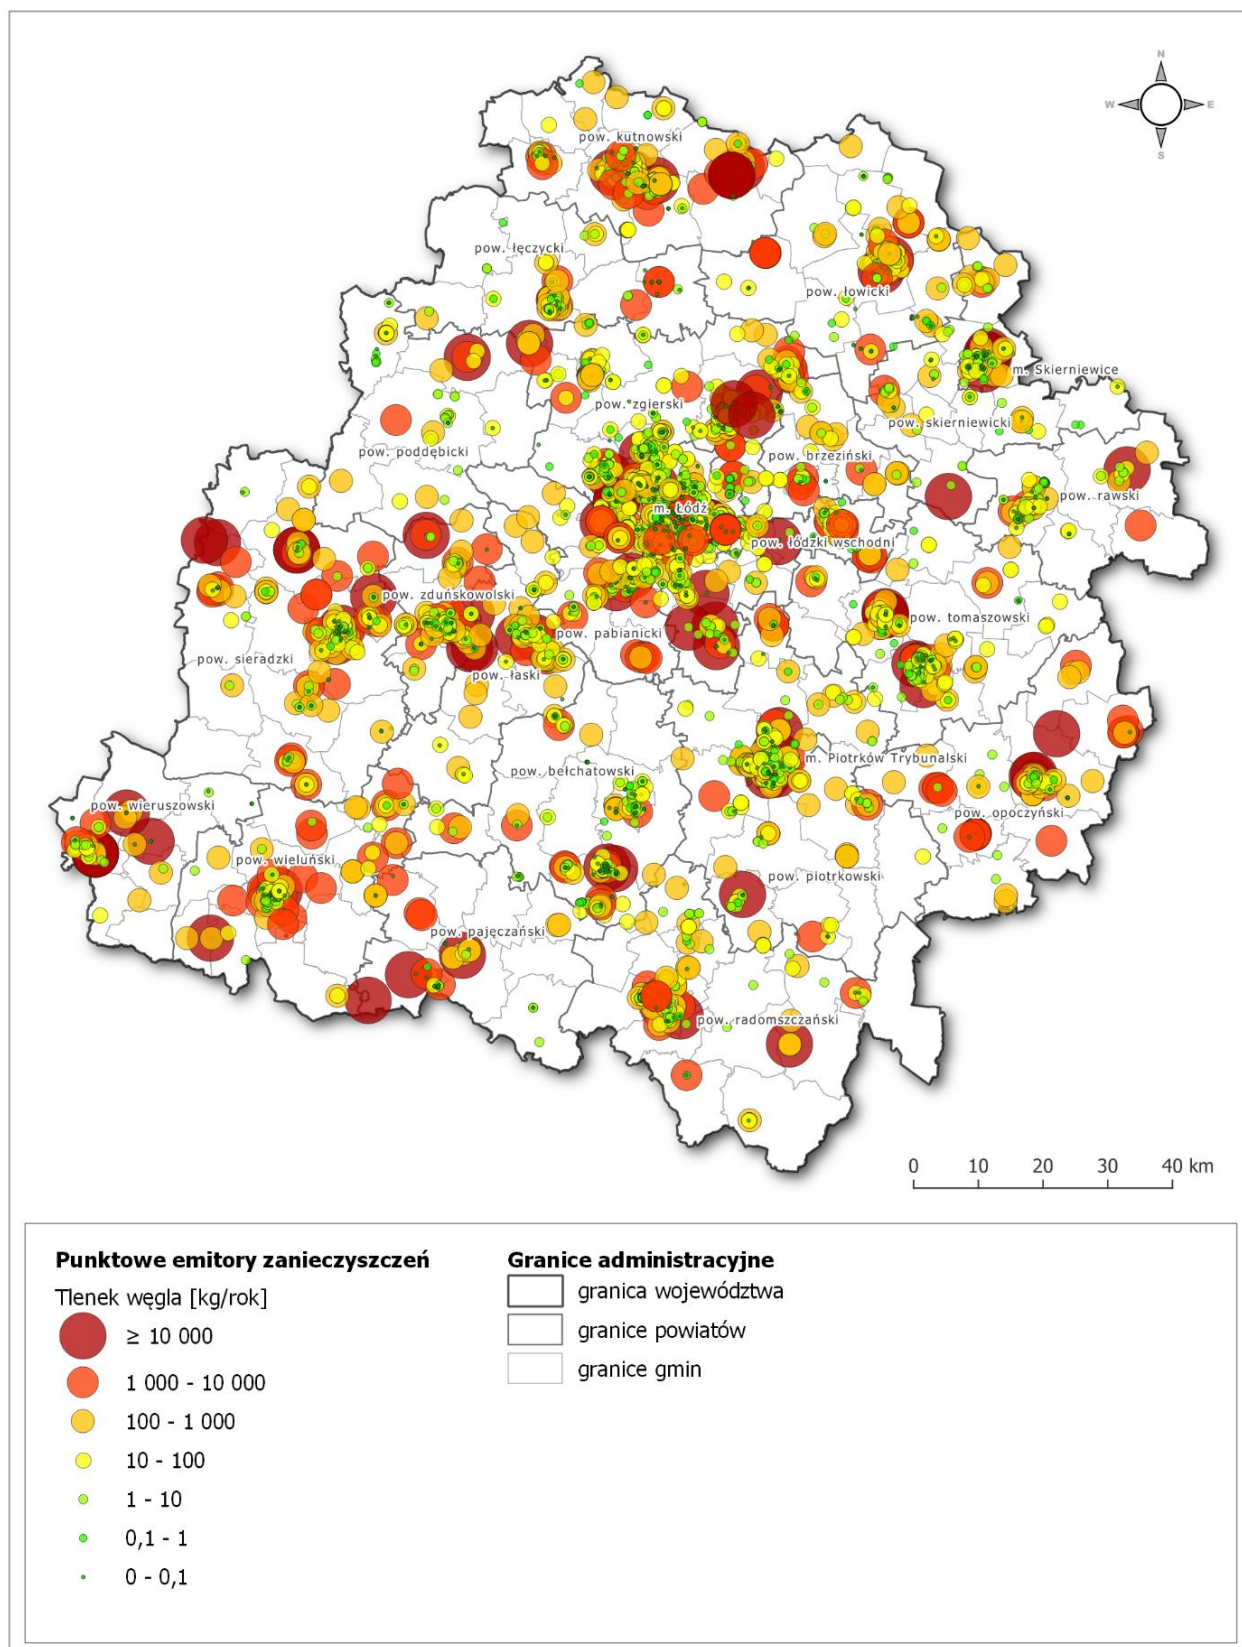 N
W E
S
pow. kutnowski
pow. łęczycki
pow. łowicki
m. Skierniewice
pow. zgierski
pow. skierniewicki
pow. poddębicki
pow. brzeziński
pow. rawski
m. Łódź
pow. łódzki wschodni
pow. zduńskowolski
pow. tomaszowski
pow. pabianicki
pow. sieradzki
pow. łaski
m. Piotrków Trybunalski
pow. bełchatowski
pow. wieruszowski
pow. opoczyński
pow. wieluński
pow. piotrkowski
pow. pajęczański
pow. radomszczański
0 10 20 30 40 km
Punktowe emitory zanieczyszczeń
Tlenek węgla [kg/rok]
≥ 10 000
1 000 - 10 000
100 - 1 000
10 - 100
1 - 10
0,1 - 1
0 - 0,1
Granice administracyjne
granica województwa
granice powiatów
granice gmin